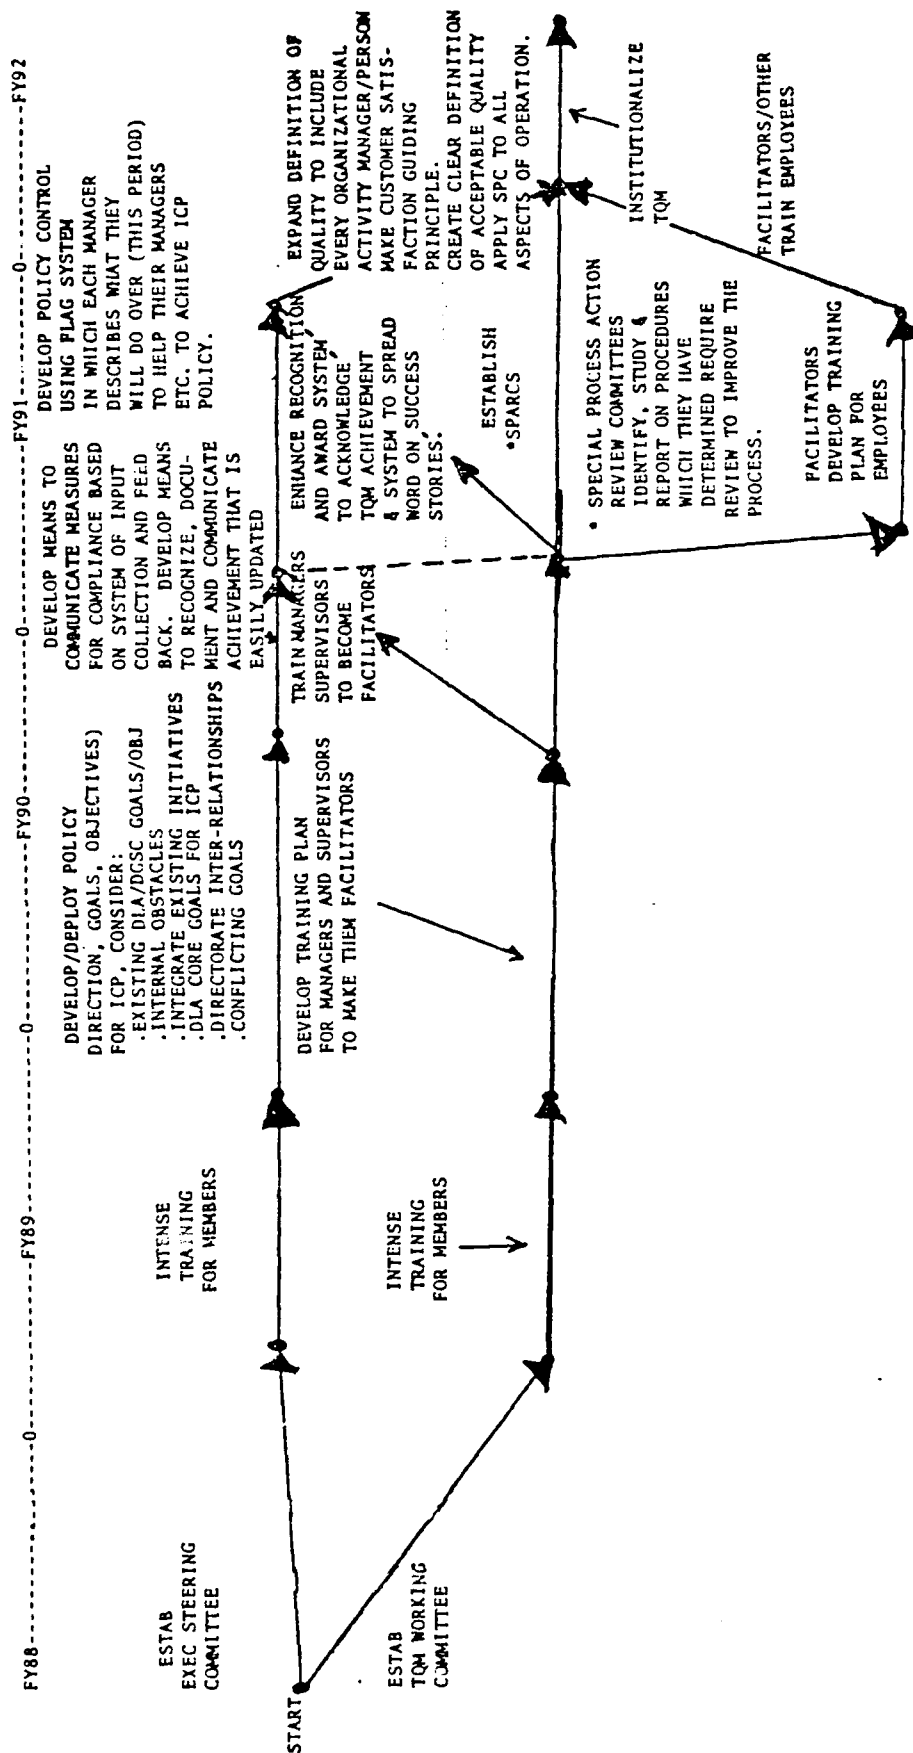 FY88-----------O---------------FY89---------------O---------------FY90---------------O---------------FY91---------------O---------------FY92
ESTAB
EXEC STEERING
COMMITTEE
INTENSE
TRAINING
FOR MEMBERS
DEVELOP/DEPLOY POLICY
DIRECTION, GOALS, OBJECTIVES)
FOR ICP, CONSIDER:
.EXISTING DLA/DGSC GOALS/OBJ
.INTERNAL OBSTACLES
.INTEGRATE EXISTING INITIATIVES
.DLA CORE GOALS FOR ICP
.DIRECTORATE INTER-RELATIONSHIPS
.CONFLICTING GOALS
DEVELOP MEANS TO
COMMUNICATE MEASURES
FOR COMPLIANCE BASED
ON SYSTEM OF INPUT
COLLECTION AND FEED
BACK. DEVELOP MEANS
TO RECOGNIZE, DOCU-
MENT AND COMMUNICATE
ACHIEVEMENT THAT IS
EASILY UPDATED
DEVELOP POLICY CONTROL
USING FLAG SYSTEM
IN WHICH EACH MANAGER
DESCRIBES WHAT THEY
WILL DO OVER (THIS PERIOD)
TO HELP THEIR MANAGERS
ETC. TO ACHIEVE ICP
POLICY.
START
ESTAB
TQM WORKING
COMMITTEE
INTENSE
TRAINING
FOR MEMBERS
DEVELOP TRAINING PLAN
FOR MANAGERS AND SUPERVISORS
TO MAKE THEM FACILITATORS
TRAIN MANAGERS
SUPERVISORS
TO BECOME
FACILITATORS
ENHANCE RECOGNITION
AND AWARD SYSTEM
TO ACKNOWLEDGE
TQM ACHIEVEMENT
& SYSTEM TO SPREAD
WORD ON SUCCESS
STORIES.
EXPAND DEFINITION OF
QUALITY TO INCLUDE
EVERY ORGANIZATIONAL
ACTIVITY MANAGER/PERSON
MAKE CUSTOMER SATIS-
FACTION GUIDING
PRINCIPLE.
CREATE CLEAR DEFINITION
OF ACCEPTABLE QUALITY
APPLY SPC TO ALL
ASPECTS OF OPERATION.
ESTABLISH
*SPARCS
* SPECIAL PROCESS ACTION
REVIEW COMMITTEES
IDENTIFY, STUDY &
REPORT ON PROCEDURES
WHICH THEY HAVE
DETERMINED REQUIRE
REVIEW TO IMPROVE THE
PROCESS.
INSTITUTIONALIZE
TQM
FACILITATORS
DEVELOP TRAINING
PLAN FOR
EMPLOYEES
FACILITATORS/OTHER
TRAIN EMPLOYEES